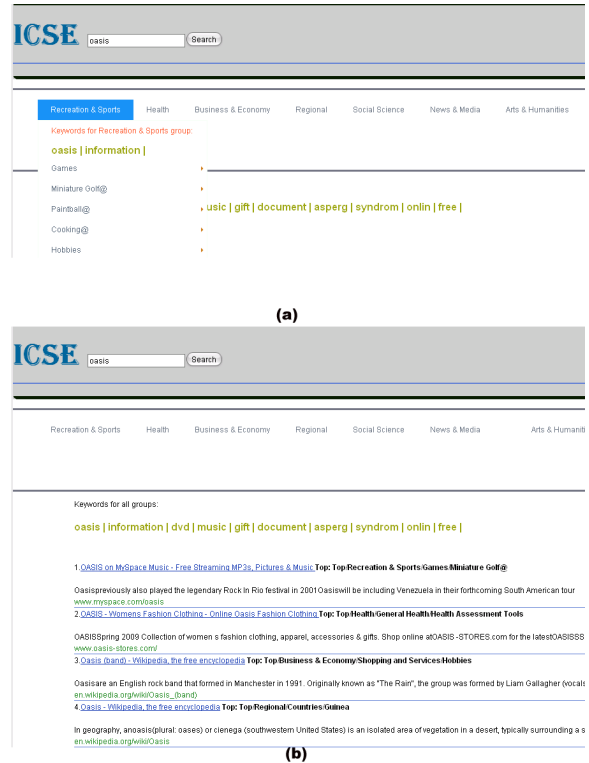 ICSE oasis Search
Recreation & Sports Health Business & Economy Regional Social Science News & Media Arts & Humanities
Keywords for Recreation & Sports group:
oasis | information |
Games
Miniature Golf@
Paintball@ usic | gift | document | asperg | syndrom | onlin | free |
Cooking@
Hobbies
(a)
ICSE oasis Search
Recreation & Sports Health Business & Economy Regional Social Science News & Media Arts & Humaniti
Keywords for all groups:
oasis | information | dvd | music | gift | document | asperg | syndrom | onlin | free |
1.OASIS on MySpace Music - Free Streaming MP3s, Pictures & Music Top: Top/Recreation & Sports/Games/Miniature Golf@
Oasispreviously also played the legendary Rock In Rio festival in 2001Oasiswill be including Venezuela in their forthcoming South American tour
www.myspace.com/oasis
2.OASIS - Womens Fashion Clothing - Online Oasis Fashion Clothing Top: Top/Health/General Health/Health Assessment Tools
OASISSpring 2009 Collection of women s fashion clothing, apparel, accessories & gifts. Shop online atOASIS -STORES.com for the latestOASISSS
www.oasis-stores.com/
3.Oasis (band) - Wikipedia, the free encyclopedia Top: Top/Business & Economy/Shopping and Services/Hobbies
Oasisare an English rock band that formed in Manchester in 1991. Originally known as "The Rain", the group was formed by Liam Gallagher (vocals
en.wikipedia.org/wiki/Oasis_(band)
4.Oasis - Wikipedia, the free encyclopedia Top: Top/Regional/Countries/Guinea
In geography, anoasis(plural: oases) or cienega (southwestern United States) is an isolated area of vegetation in a desert, typically surrounding a s
en.wikipedia.org/wiki/Oasis
(b)